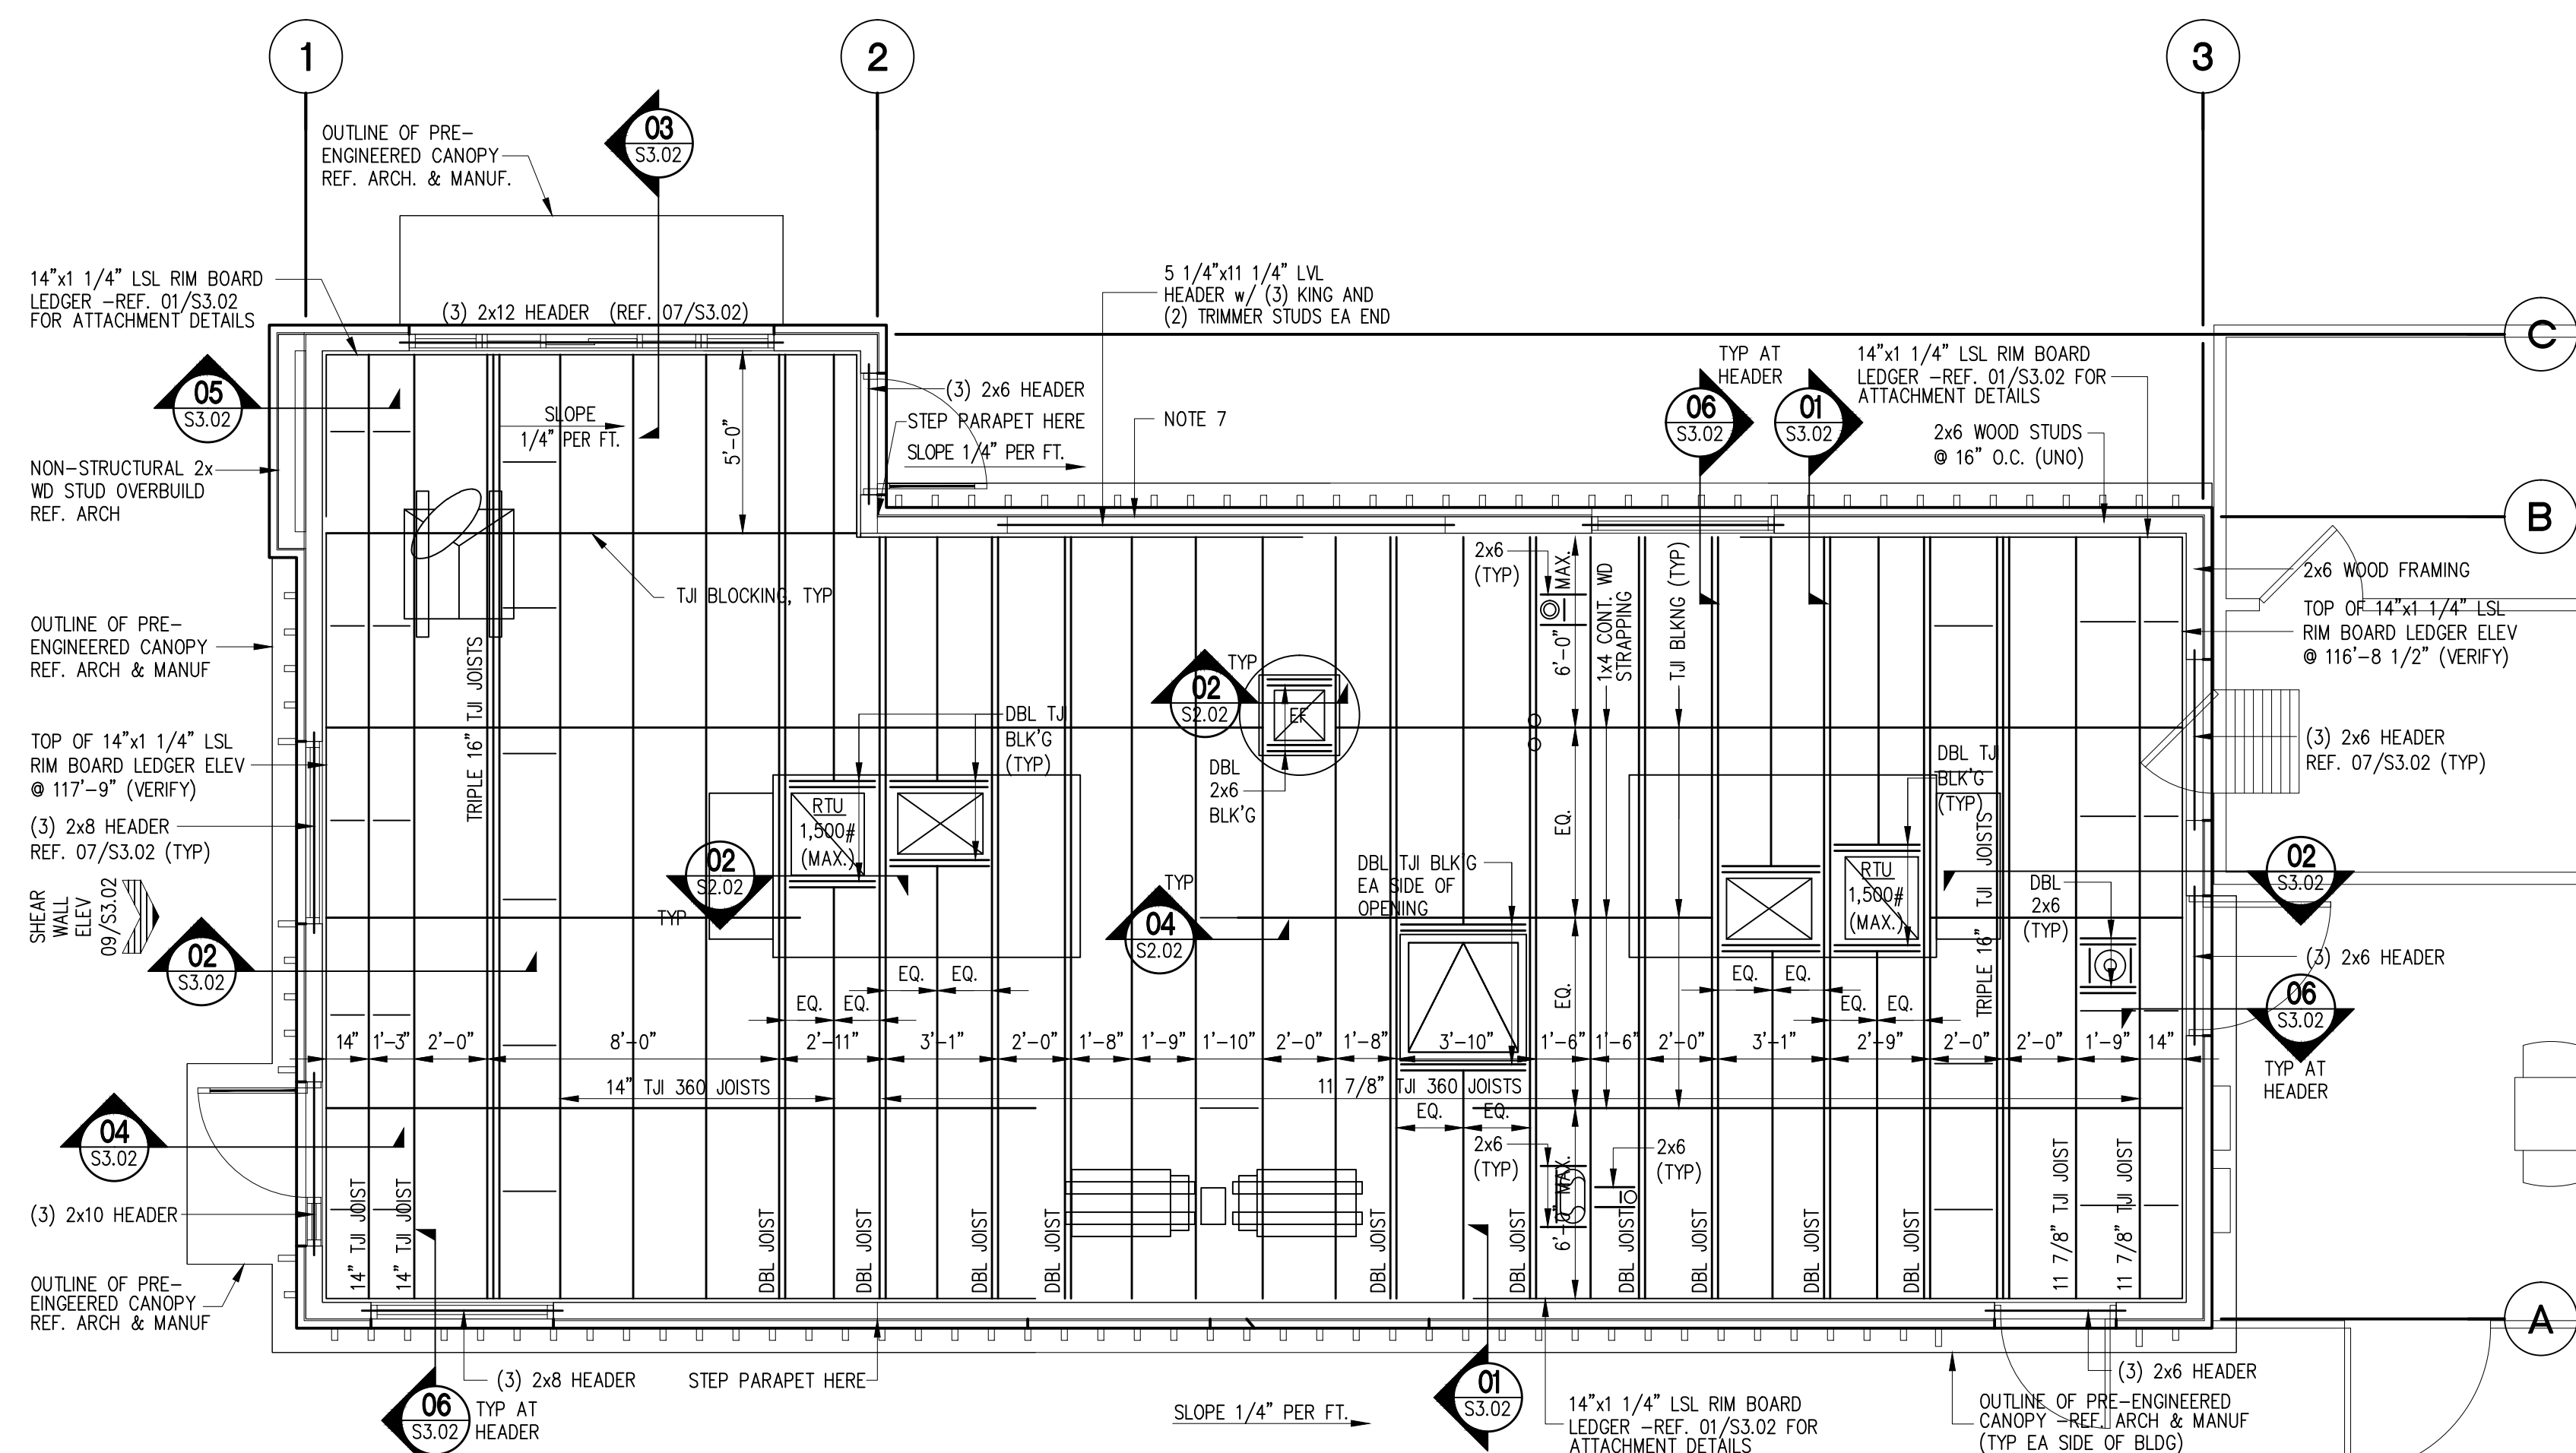 1
2
3
OUTLINE OF PRE-
ENGINEERED CANOPY
REF. ARCH. & MANUF.
03
S3.02
14"x1 1/4" LSL RIM BOARD
LEDGER -REF. 01/S3.02
FOR ATTACHMENT DETAILS
(3) 2x12 HEADER (REF. 07/S3.02)
5 1/4"x11 1/4" LVL
HEADER w/ (3) KING AND
(2) TRIMMER STUDS EA END
C
TYP AT
HEADER
06
S3.02
01
S3.02
14"x1 1/4" LSL RIM BOARD
LEDGER -REF. 01/S3.02 FOR
ATTACHMENT DETAILS
05
S3.02
SLOPE
1/4" PER FT.
5'-0"
(3) 2x6 HEADER
STEP PARAPET HERE
SLOPE 1/4" PER FT.
NOTE 7
2x6 WOOD STUDS
@ 16" O.C. (UNO)
NON-STRUCTURAL 2x
WD STUD OVERBUILD
REF. ARCH
B
TJI BLOCKING, TYP
2x6
(TYP)
6'-0" MAX.
1x4 CONT. WD
STRAPPING
TJI BLKNG (TYP)
2x6 WOOD FRAMING
TOP OF 14"x1 1/4" LSL
RIM BOARD LEDGER ELEV
@ 116'-8 1/2" (VERIFY)
OUTLINE OF PRE-
ENGINEERED CANOPY
REF. ARCH & MANUF
TRIPLE 16" TJI JOISTS
02
S2.02
TYP
EF
DBL TJI
BLK'G
(TYP)
DBL
2x6
BLK'G
DBL TJI
BLK'G
(TYP)
(3) 2x6 HEADER
REF. 07/S3.02 (TYP)
TOP OF 14"x1 1/4" LSL
RIM BOARD LEDGER ELEV
@ 117'-9" (VERIFY)
(3) 2x8 HEADER
REF. 07/S3.02 (TYP)
RTU
1,500#
(MAX.)
02
S2.02
TYP
EQ.
DBL TJI BLK'G
EA SIDE OF
OPENING
RTU
1,500#
(MAX.)
TRIPLE 16" TJI JOISTS
DBL
2x6
(TYP)
02
S3.02
SHEAR
WALL
ELEV
09/S3.02
02
S3.02
TYP
04
S2.02
(3) 2x6 HEADER
EQ. EQ.
EQ. EQ.
EQ.
EQ. EQ.
EQ. EQ.
06
S3.02
TYP AT
HEADER
14" 1'-3" 2'-0" 8'-0" 2'-11" 3'-1" 2'-0" 1'-8" 1'-9" 1'-10" 2'-0" 1'-8" 3'-10" 1'-6" 1'-6" 2'-0" 3'-1" 2'-9" 2'-0" 2'-0" 1'-9" 14"
14" TJI 360 JOISTS
11 7/8" TJI 360 JOISTS
EQ. EQ.
04
S3.02
2x6
(TYP)
6'-0" MAX.
2x6
(TYP)
(3) 2x10 HEADER
14" TJI JOIST
14" TJI JOIST
DBL JOIST
DBL JOIST
DBL JOIST
DBL JOIST
DBL JOIST
DBL JOIST
DBL JOIST
DBL JOIST
DBL JOIST
DBL JOIST
11 7/8" TJI JOIST
11 7/8" TJI JOIST
OUTLINE OF PRE-
EINGEERED CANOPY
REF. ARCH & MANUF
A
(3) 2x8 HEADER
STEP PARAPET HERE
06
S3.02
TYP AT
HEADER
SLOPE 1/4" PER FT.
01
S3.02
14"x1 1/4" LSL RIM BOARD
LEDGER -REF. 01/S3.02 FOR
ATTACHMENT DETAILS
(3) 2x6 HEADER
OUTLINE OF PRE-ENGINEERED
CANOPY -REF. ARCH & MANUF
(TYP EA SIDE OF BLDG)